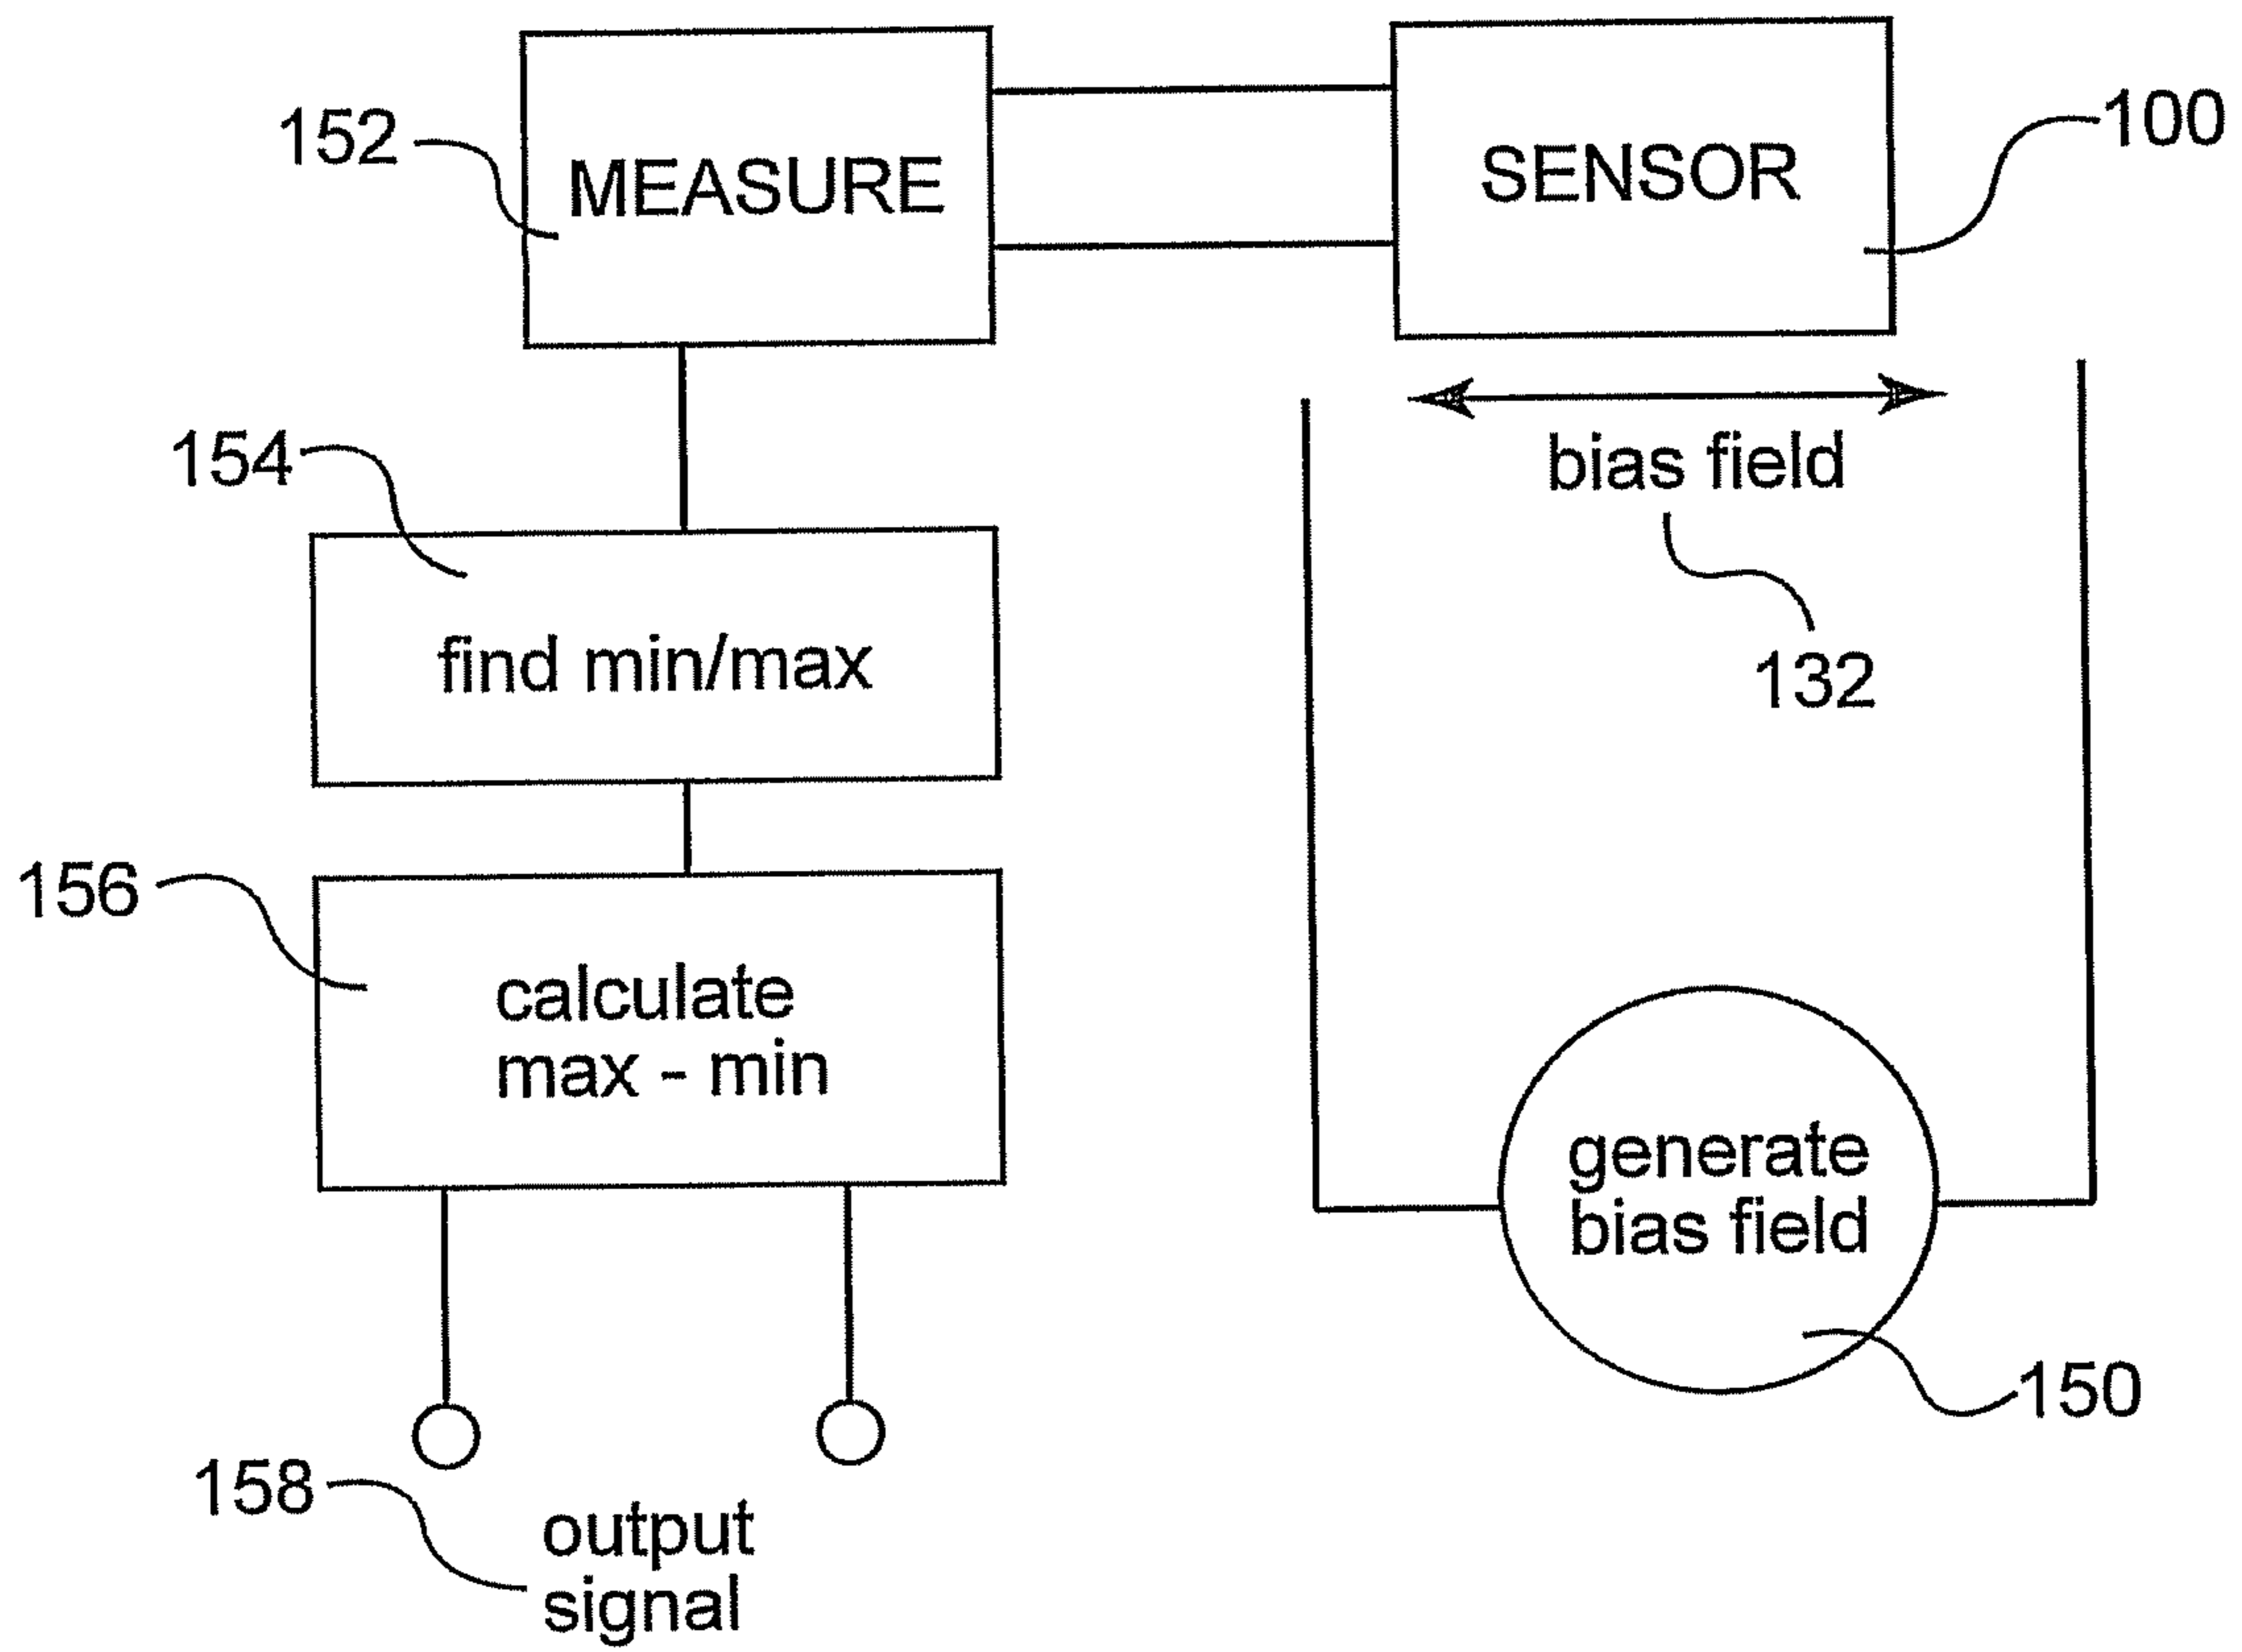 152
MEASURE
SENSOR
100
154
bias field
132
find min/max
156
calculate
max - min
generate
bias field
150
158
output
signal